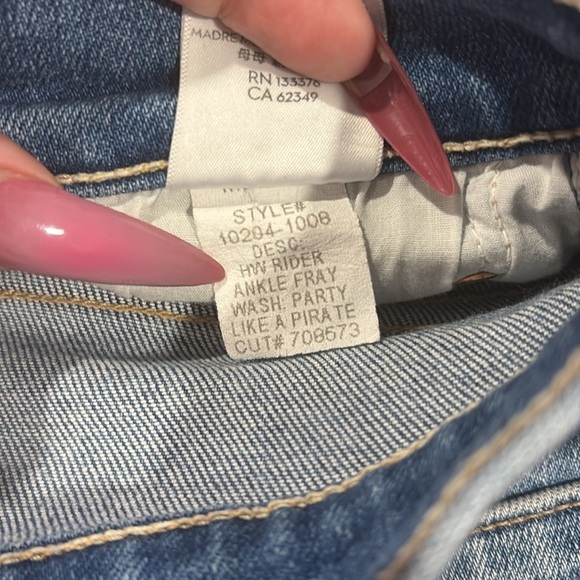 RN 133376
CA 62349
STYLE#
10204-1008
DESC:
HW RIDER
ANKLE FRAY
WASH: PARTY
LIKE A PIRATE
CUT# 708573